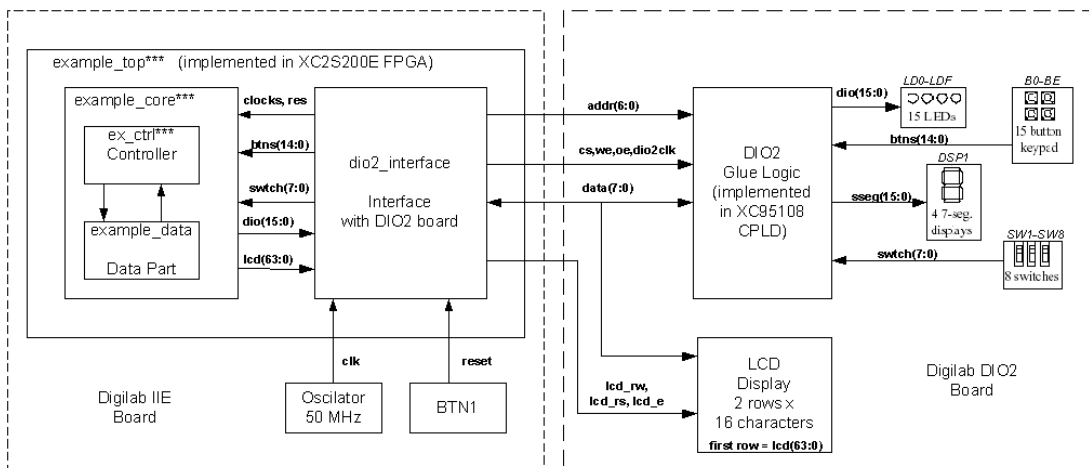 example_top*** (implemented in XC2S200E FPGA)
example_core***
ex_ctrl***
Controller
example_data
Data Part
clocks, res
btns(14:0)
swtch(7:0)
dio(15:0)
lcd(63:0)
dio2_interface
Interface
with DIO2 board
clk
reset
Oscilator
50 MHz
BTN1
Digilab IIE
Board
addr(6:0)
cs,we,oe,dio2clk
data(7:0)
lcd_rw,
lcd_rs, lcd_e
DIO2
Glue Logic
(implemented
in XC95108
CPLD)
dio(15:0)
btns(14:0)
sseg(15:0)
swtch(7:0)
LD0-LDF
15 LEDs
B0-BE
15 button
keypad
DSP1
4 7-seg.
displays
SW1-SW8
8 switches
LCD
Display
2 rows x
16 characters
first row = lcd(63:0)
Digilab DIO2
Board